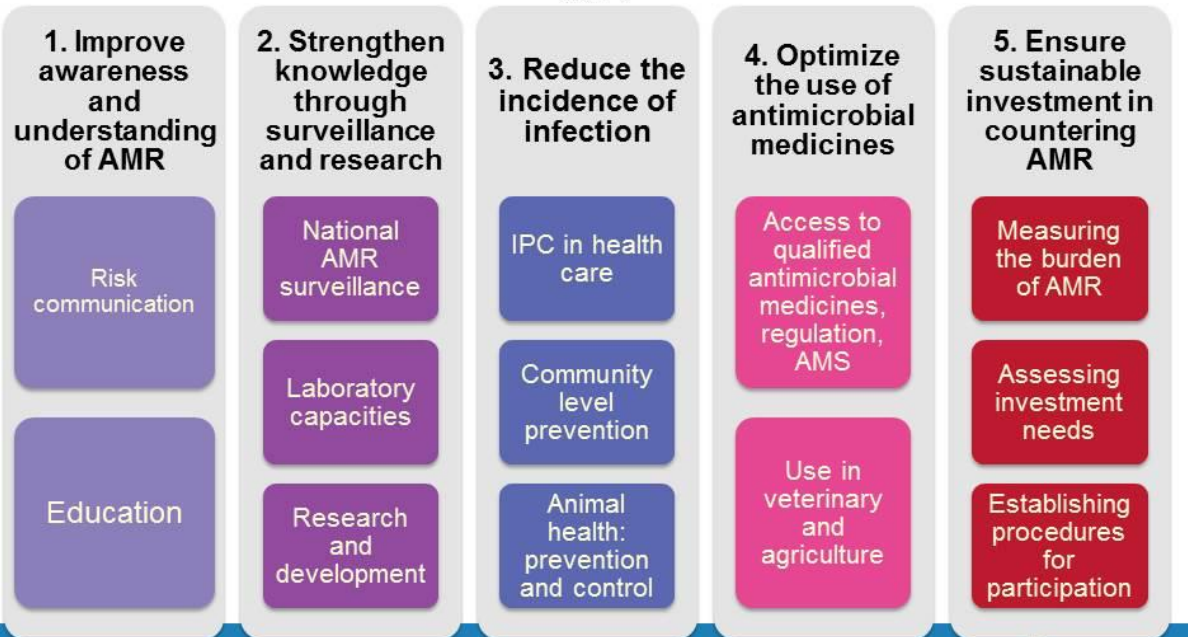 1. Improve
awareness
and
understanding
of AMR
Risk
communication
Education
2. Strengthen
knowledge
through
surveillance
and research
National
AMR
surveillance
Laboratory
capacities
Research
and
development
3. Reduce the
incidence of
infection
IPC in health
care
Community
level
prevention
Animal
health:
prevention
and control
4. Optimize
the use of
antimicrobial
medicines
Access to
qualified
antimicrobial
medicines,
regulation,
AMS
Use in
veterinary
and
agriculture
5. Ensure
sustainable
investment in
countering
AMR
Measuring
the burden
of AMR
Assessing
investment
needs
Establishing
procedures
for
participation